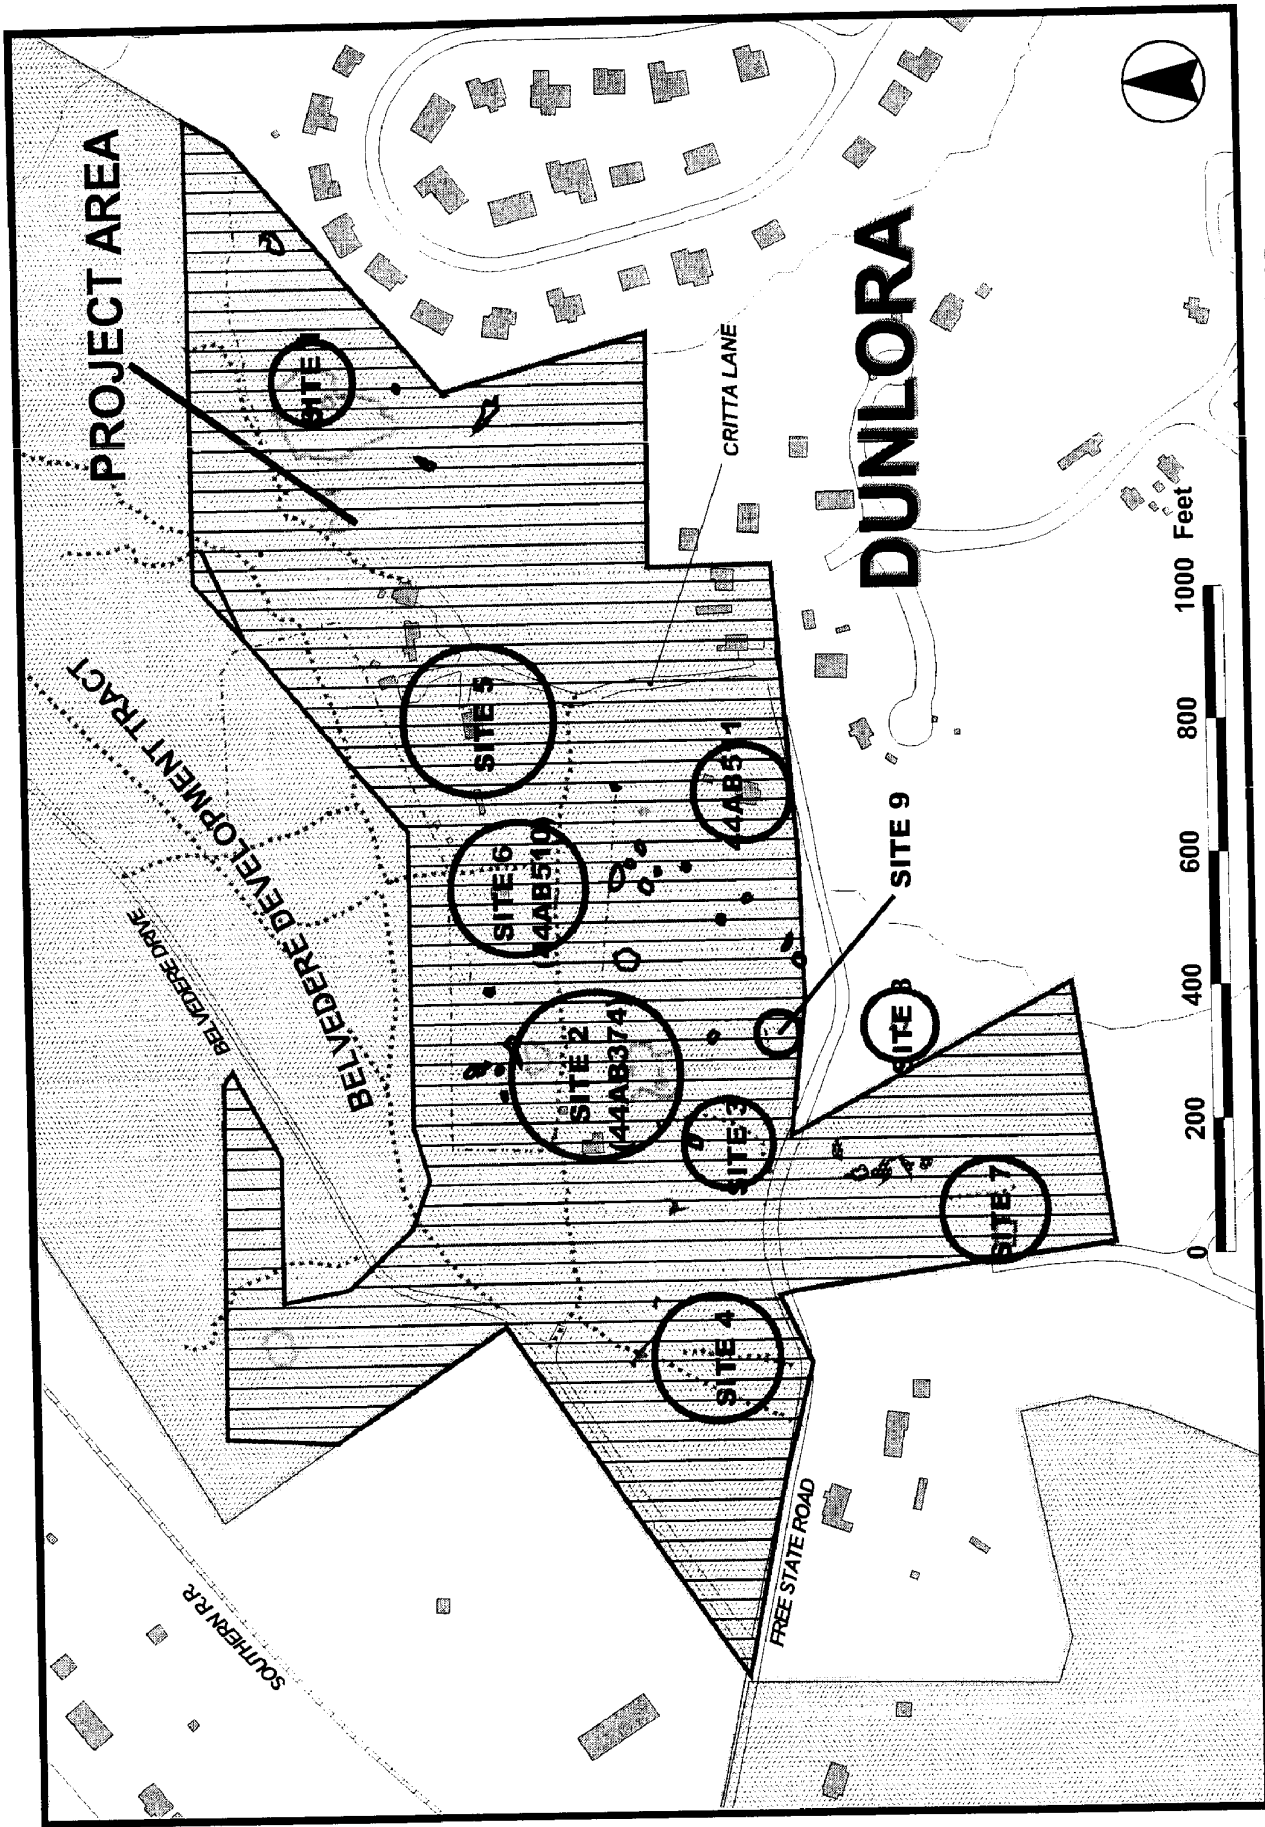 PROJECT AREA
BELVEDERE DEVELOPMENT TRACT
BELVEDERE DRIVE
SOUTHERN R.R.
SITE 1
SITE 5
SITE 6
(44AB510)
SITE 2
(44AB374)
CRITTA LANE
44AB511
SITE 3
SITE 4
SITE 9
SITE 8
SITE 7
FREE STATE ROAD
DUNLORA
0 200 400 600 800 1000 Feet